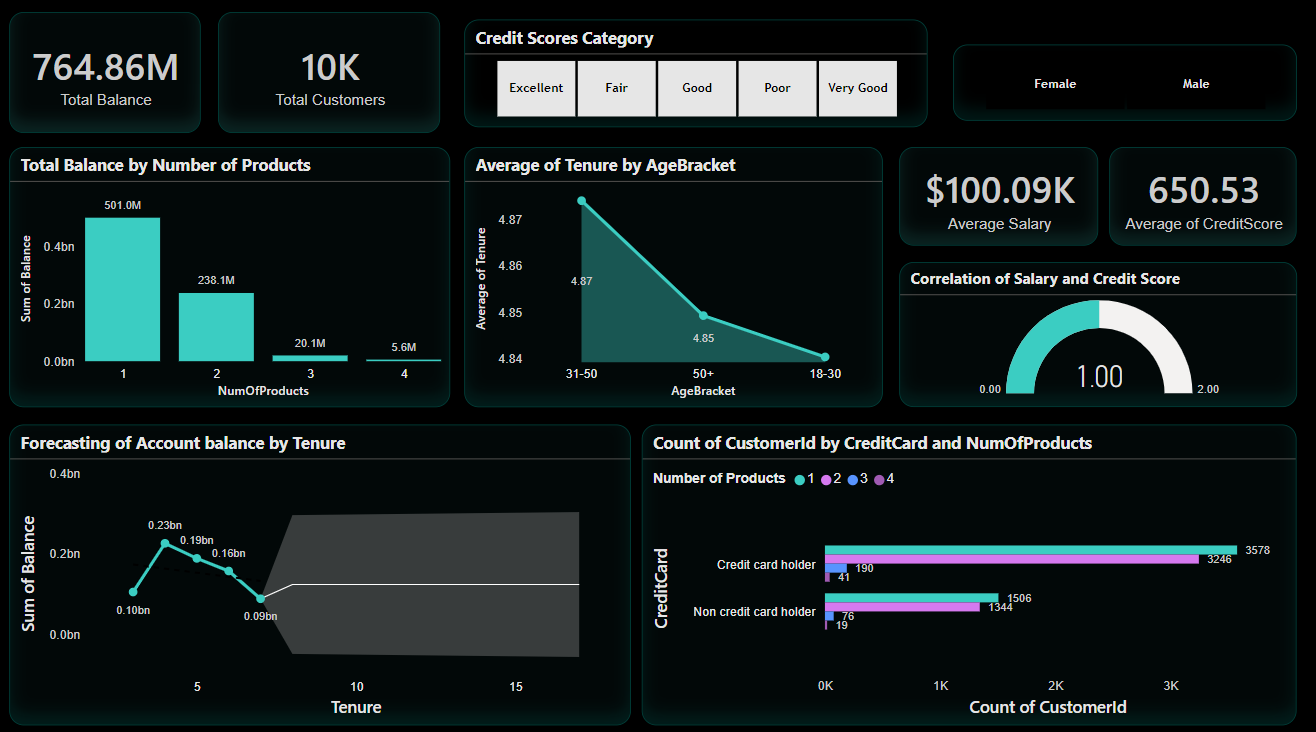 764.86M
Total Balance
10K
Total Customers
Credit Scores Category
Excellent
Fair
Good
Poor
Very Good
Female
Male
Total Balance by Number of Products
Sum of Balance
0.4bn
0.2bn
0.0bn
501.0M
238.1M
20.1M
5.6M
1
2
3
4
NumOfProducts
Average of Tenure by AgeBracket
Average of Tenure
4.87
4.86
4.85
4.84
4.87
4.85
31-50
50+
18-30
AgeBracket
$100.09K
Average Salary
650.53
Average of CreditScore
Correlation of Salary and Credit Score
0.00
1.00
2.00
Forecasting of Account balance by Tenure
Sum of Balance
0.4bn
0.2bn
0.0bn
0.10bn
0.23bn
0.19bn
0.16bn
0.09bn
5
10
15
Tenure
Count of CustomerId by CreditCard and NumOfProducts
Number of Products 1 2 3 4
CreditCard
Credit card holder
3578
3246
190
41
Non credit card holder
1506
1344
76
19
0K
1K
2K
3K
Count of CustomerId